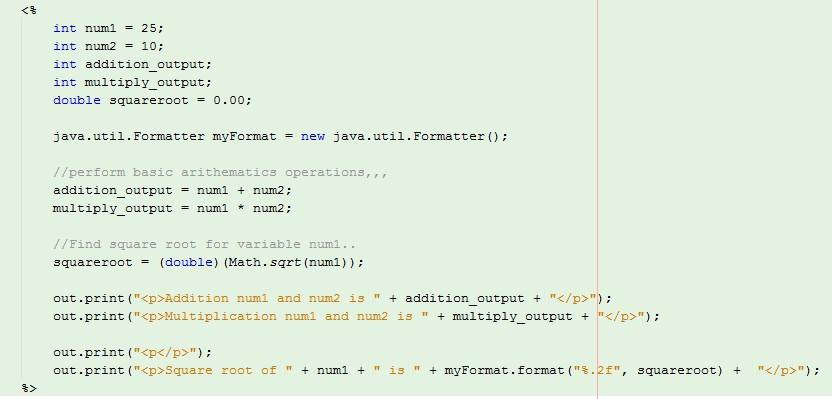 <%
int num1 = 25;
int num2 = 10;
int addition_output;
int multiply_output;
double squareroot = 0.00;
java.util.Formatter myFormat = new java.util.Formatter();
//perform basic arithematics operations,,,
addition_output = num1 + num2;
multiply_output = num1 * num2;
//Find square root for variable num1..
squareroot = (double)(Math.sqrt(num1));
out.print("<p>Addition num1 and num2 is " + addition_output + "</p>");
out.print("<p>Multiplication num1 and num2 is " + multiply_output + "</p>");
out.print("<p></p>");
out.print("<p>Square root of " + num1 + " is " + myFormat.format("%.2f", squareroot) +  "</p>");
%>